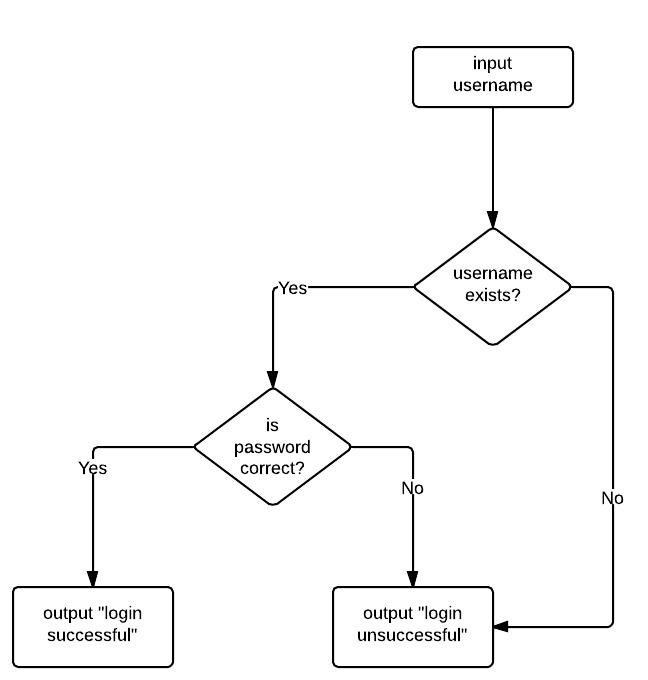 input
username
username
exists?
Yes
is
password
correct?
Yes
No
No
output "login
successful"
output "login
unsuccessful"